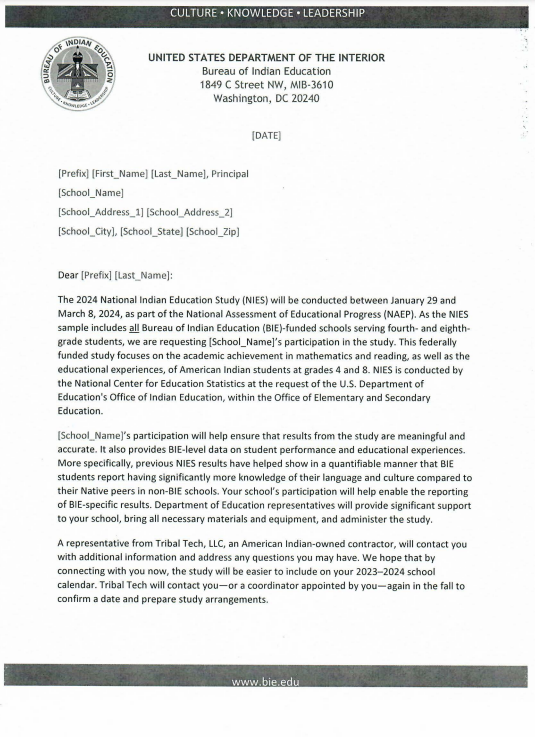 CULTURE • KNOWLEDGE • LEADERSHIP
BUREAU OF INDIAN EDUCATION
CULTURE • KNOWLEDGE • LEADERSHIP
UNITED STATES DEPARTMENT OF THE INTERIOR
Bureau of Indian Education
1849 C Street NW, MIB-3610
Washington, DC 20240
[DATE]
[Prefix] [First_Name] [Last_Name], Principal
[School_Name]
[School_Address_1] [School_Address_2]
[School_City], [School_State] [School_Zip]
Dear [Prefix] [Last_Name]:
The 2024 National Indian Education Study (NIES) will be conducted between January 29 and
March 8, 2024, as part of the National Assessment of Educational Progress (NAEP). As the NIES
sample includes all Bureau of Indian Education (BIE)-funded schools serving fourth- and eighth-
grade students, we are requesting [School_Name]’s participation in the study. This federally
funded study focuses on the academic achievement in mathematics and reading, as well as the
educational experiences, of American Indian students at grades 4 and 8. NIES is conducted by
the National Center for Education Statistics at the request of the U.S. Department of
Education's Office of Indian Education, within the Office of Elementary and Secondary
Education.
[School_Name]’s participation will help ensure that results from the study are meaningful and
accurate. It also provides BIE-level data on student performance and educational experiences.
More specifically, previous NIES results have helped show in a quantifiable manner that BIE
students report having significantly more knowledge of their language and culture compared to
their Native peers in non-BIE schools. Your school’s participation will help enable the reporting
of BIE-specific results. Department of Education representatives will provide significant support
to your school, bring all necessary materials and equipment, and administer the study.
A representative from Tribal Tech, LLC, an American Indian-owned contractor, will contact you
with additional information and address any questions you may have. We hope that by
connecting with you now, the study will be easier to include on your 2023–2024 school
calendar. Tribal Tech will contact you—or a coordinator appointed by you—again in the fall to
confirm a date and prepare study arrangements.
www.bie.edu